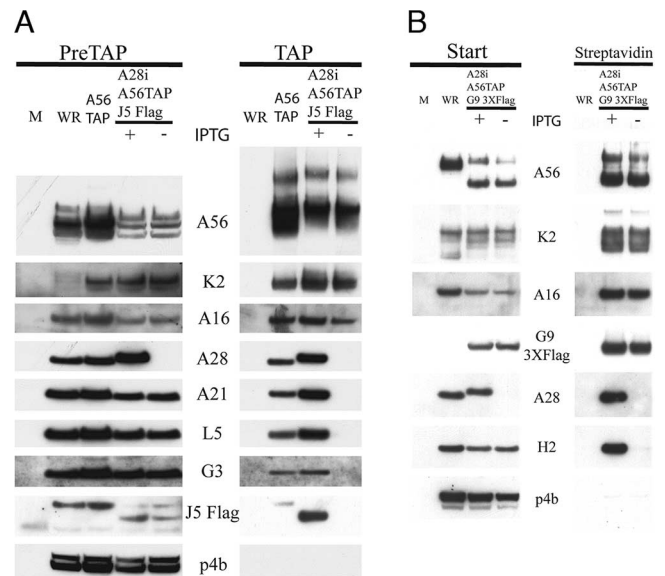 A
PreTAP
TAP
M
WR
A56
TAP
A28i
A56TAP
J5 Flag
WR
A56
TAP
A28i
A56TAP
J5 Flag
IPTG
+
-
+
-
A56
K2
A16
A28
A21
L5
G3
J5 Flag
p4b
B
Start
Streptavidin
M
WR
A28i
A56TAP
G9 3XFlag
WR
A28i
A56TAP
G9 3XFlag
+
-
IPTG
+
-
A56
K2
A16
G9
3XFlag
A28
H2
p4b